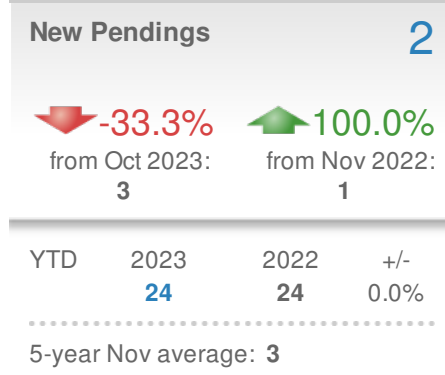 New Pendings 2
-33.3% 100.0%
from Oct 2023: from Nov 2022:
3 1
YTD 2023 2022 +/-
24 24 0.0%
5-year Nov average: 3